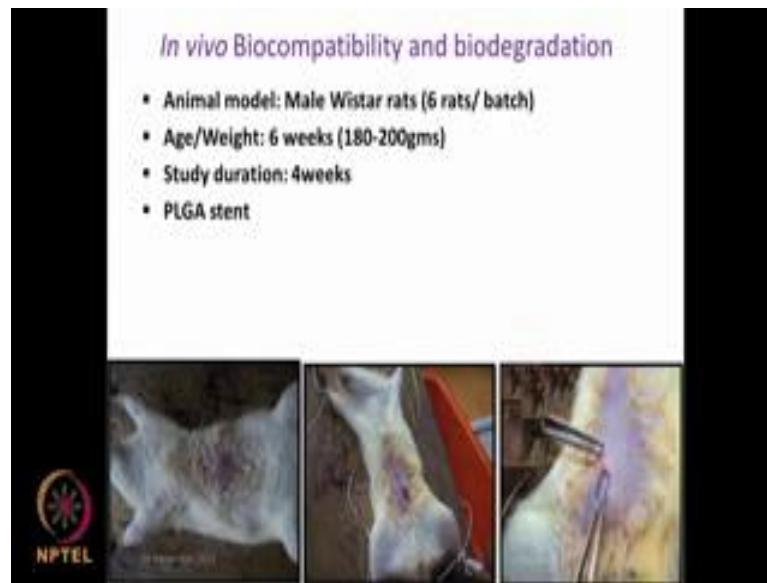 In vivo Biocompatibility and biodegradation
▪ Animal model: Male Wistar rats (6 rats/ batch)
▪ Age/Weight: 6 weeks (180-200gms)
▪ Study duration: 4weeks
▪ PLGA stent
NPTEL